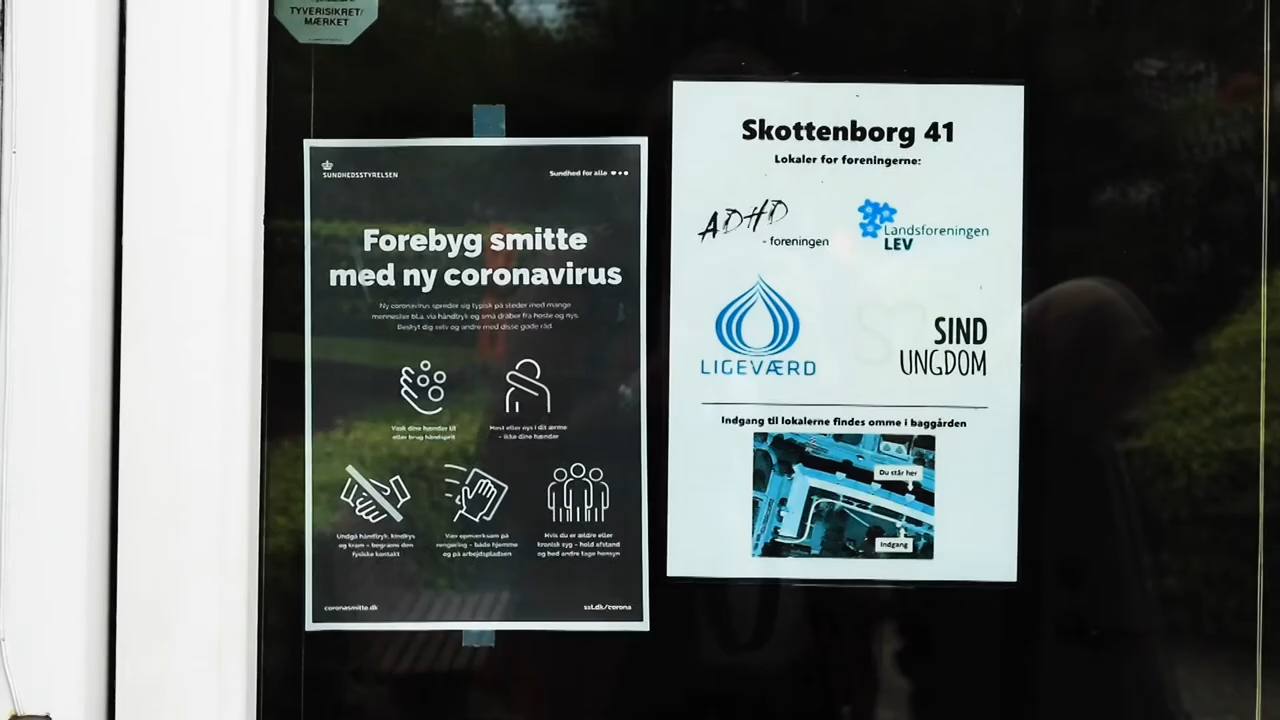 TYVERISIKRET/
MÆRKET
SUNDHEDSSTYRELSEN
Sundhed for alle
Forebyg smitte
med ny coronavirus
Ny coronavirus spreder sig typisk på steder med mange
mennesker bl.a. via håndtryk og små dråber fra hoste og nys.
Beskyt dig selv og andre med disse gode råd.
Vask dine hænder tit
eller brug håndsprit
Host eller nys i dit ærme
– ikke dine hænder
Undgå håndtryk, kindkys
og kram – begræns den
fysiske kontakt
Vær opmærksom på
rengøring – både hjemme
og på arbejdspladsen
Hvis du er ældre eller
kronisk syg – hold afstand
og bed andre tage hensyn
coronasmitte.dk
sst.dk/corona
Skottenborg 41
Lokaler for foreningerne:
ADHD
- foreningen
Landsforeningen
LEV
LIGEVÆRD
SIND
UNGDOM
Indgang til lokalerne findes omme i baggården
Du står her
Indgang